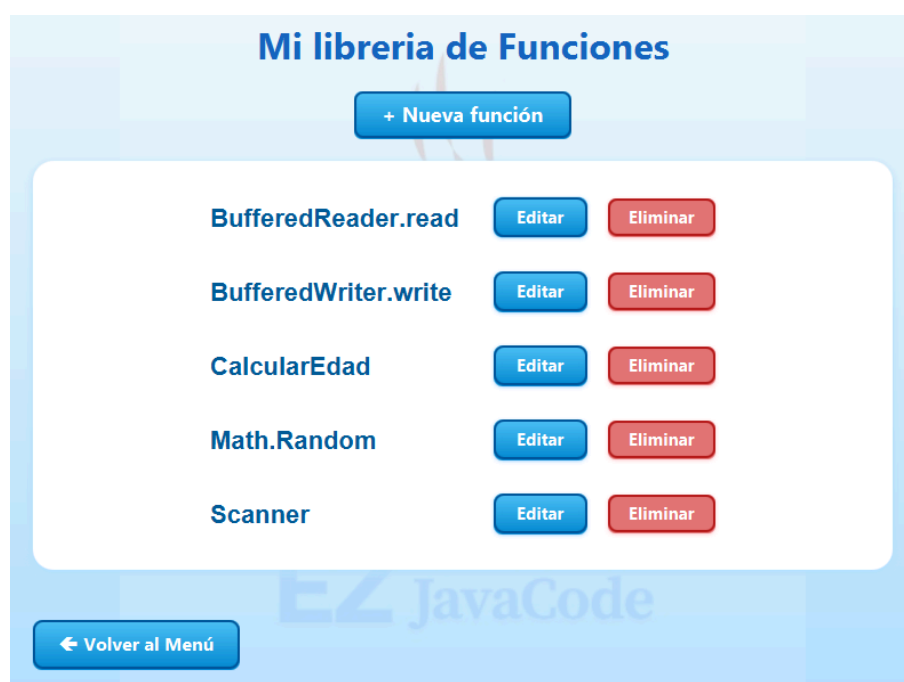 Mi libreria de Funciones
+ Nueva función
BufferedReader.read Editar Eliminar
BufferedWriter.write Editar Eliminar
CalcularEdad Editar Eliminar
Math.Random Editar Eliminar
Scanner Editar Eliminar
EZ JavaCode
Volver al Menú